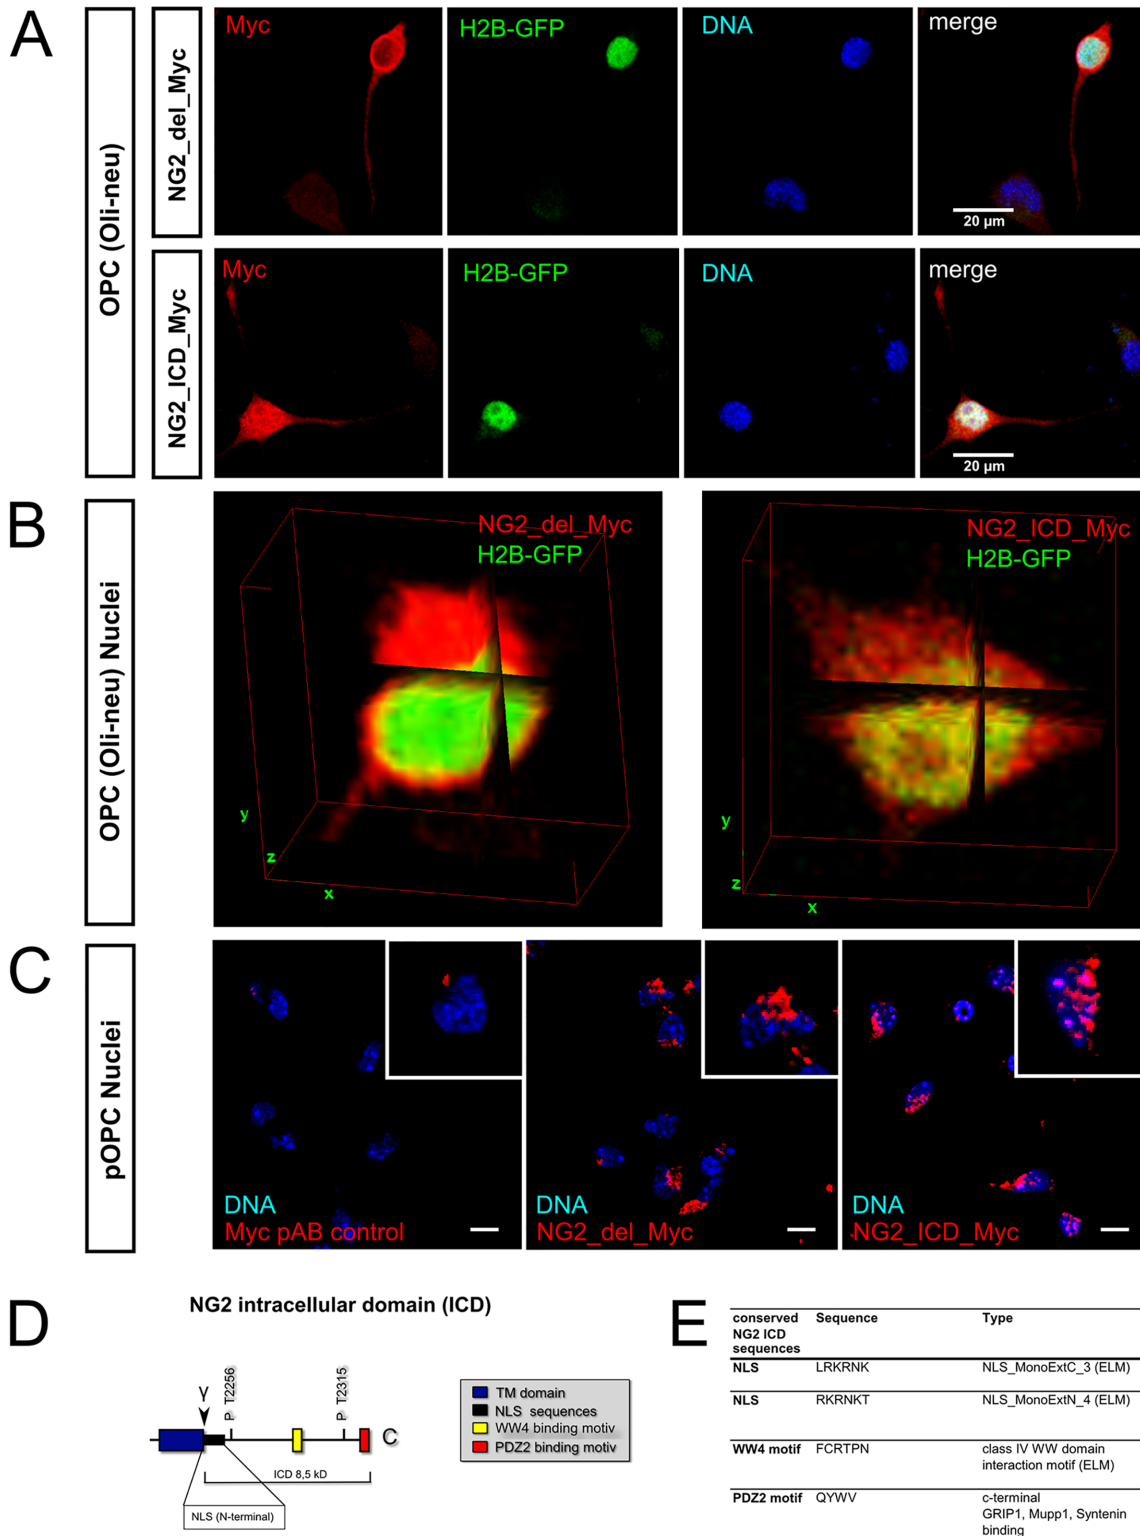 A
OPC (Oli-neu)
NG2_del_Myc
Myc
H2B-GFP
DNA
merge
20 µm
NG2_ICD_Myc
Myc
H2B-GFP
DNA
merge
20 µm
B
OPC (Oli-neu) Nuclei
NG2_del_Myc
H2B-GFP
y
z
x
NG2_ICD_Myc
H2B-GFP
y
z
x
C
pOPC Nuclei
DNA
Myc pAB control
DNA
NG2_del_Myc
DNA
NG2_ICD_Myc
D
NG2 intracellular domain (ICD)
γ
P T2256
P T2315
C
ICD 8,5 kD
NLS (N-terminal)
TM domain
NLS sequences
WW4 binding motiv
PDZ2 binding motiv
E
conserved NG2 ICD sequences Sequence Type
NLS LRKRNK NLS_MonoExtC_3 (ELM)
NLS RKRNKT NLS_MonoExtN_4 (ELM)
WW4 motif FCRTPN class IV WW domain
interaction motif (ELM)
PDZ2 motif QYWV c-terminal
GRIP1, Mupp1, Syntenin
binding